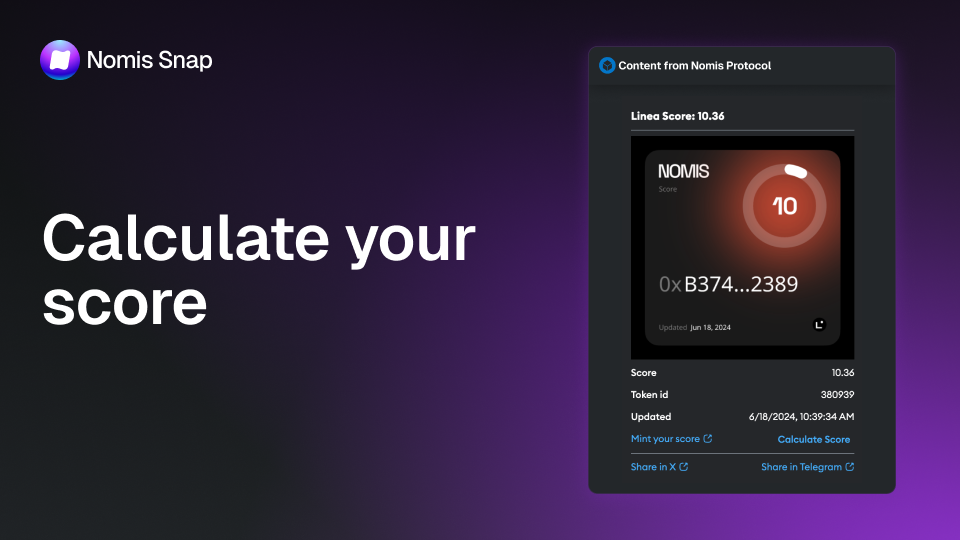 Nomis Snap
Calculate your
score
Content from Nomis Protocol
Linea Score: 10.36
NOMIS
Score
10
0xB374...2389
Updated Jun 18, 2024
Score 10.36
Token id 380939
Updated 6/18/2024, 10:39:34 AM
Mint your score Calculate Score
Share in X Share in Telegram